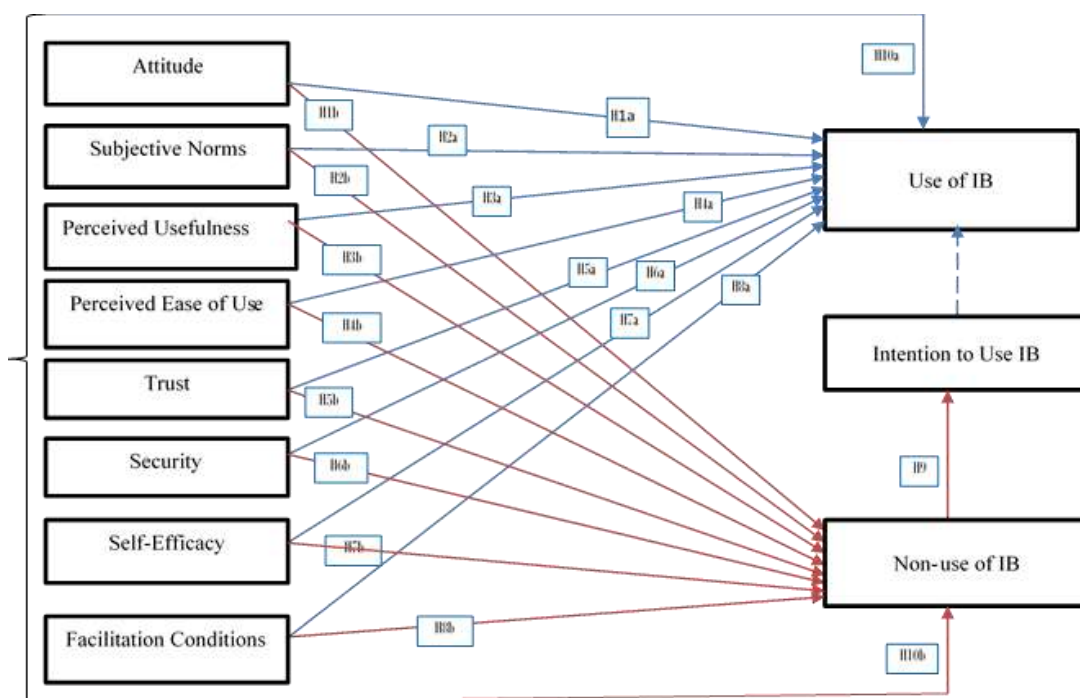 H10a
Attitude
H1b
H1a
Subjective Norms
H2a
H2b
Use of IB
Perceived Usefulness
H3a
H4a
H3b
Perceived Ease of Use
H5a
H6a
H8a
H4b
H7a
Intention to Use IB
Trust
H5b
Security
H6b
H9
Self-Efficacy
H7b
Non-use of IB
Facilitation Conditions
H8b
H10b